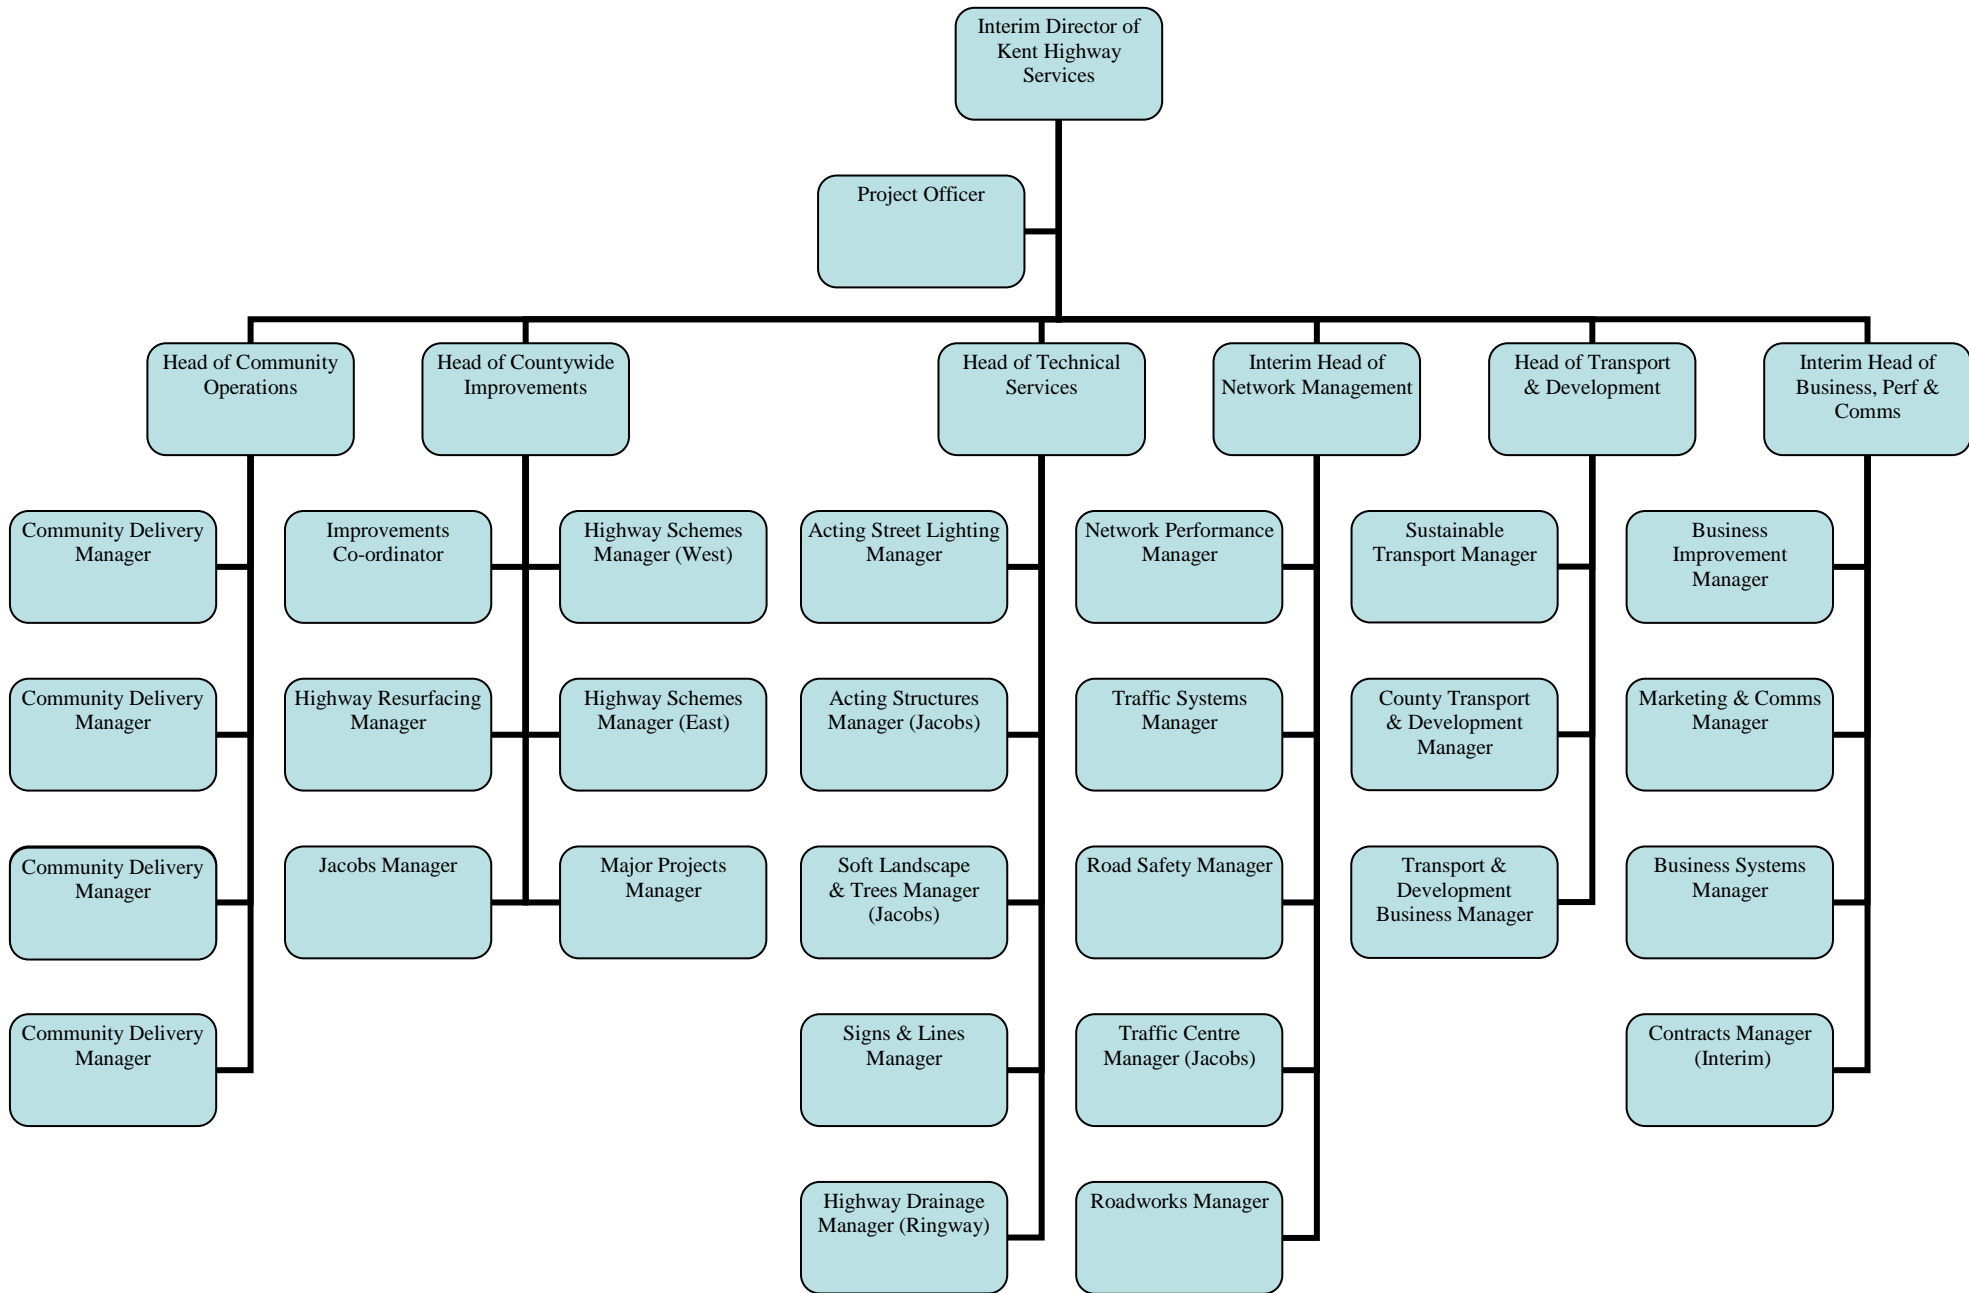 Interim Director of
Kent Highway
Services
Project Officer
Head of Community
Operations
Head of Countywide
Improvements
Head of Technical
Services
Interim Head of
Network Management
Head of Transport
& Development
Interim Head of
Business, Perf &
Comms
Community Delivery
Manager
Improvements
Co-ordinator
Highway Schemes
Manager (West)
Acting Street Lighting
Manager
Network Performance
Manager
Sustainable
Transport Manager
Business
Improvement
Manager
Community Delivery
Manager
Highway Resurfacing
Manager
Highway Schemes
Manager (East)
Acting Structures
Manager (Jacobs)
Traffic Systems
Manager
County Transport
& Development
Manager
Marketing & Comms
Manager
Community Delivery
Manager
Jacobs Manager
Major Projects
Manager
Soft Landscape
& Trees Manager
(Jacobs)
Road Safety Manager
Transport &
Development
Business Manager
Business Systems
Manager
Community Delivery
Manager
Signs & Lines
Manager
Traffic Centre
Manager (Jacobs)
Contracts Manager
(Interim)
Highway Drainage
Manager (Ringway)
Roadworks Manager